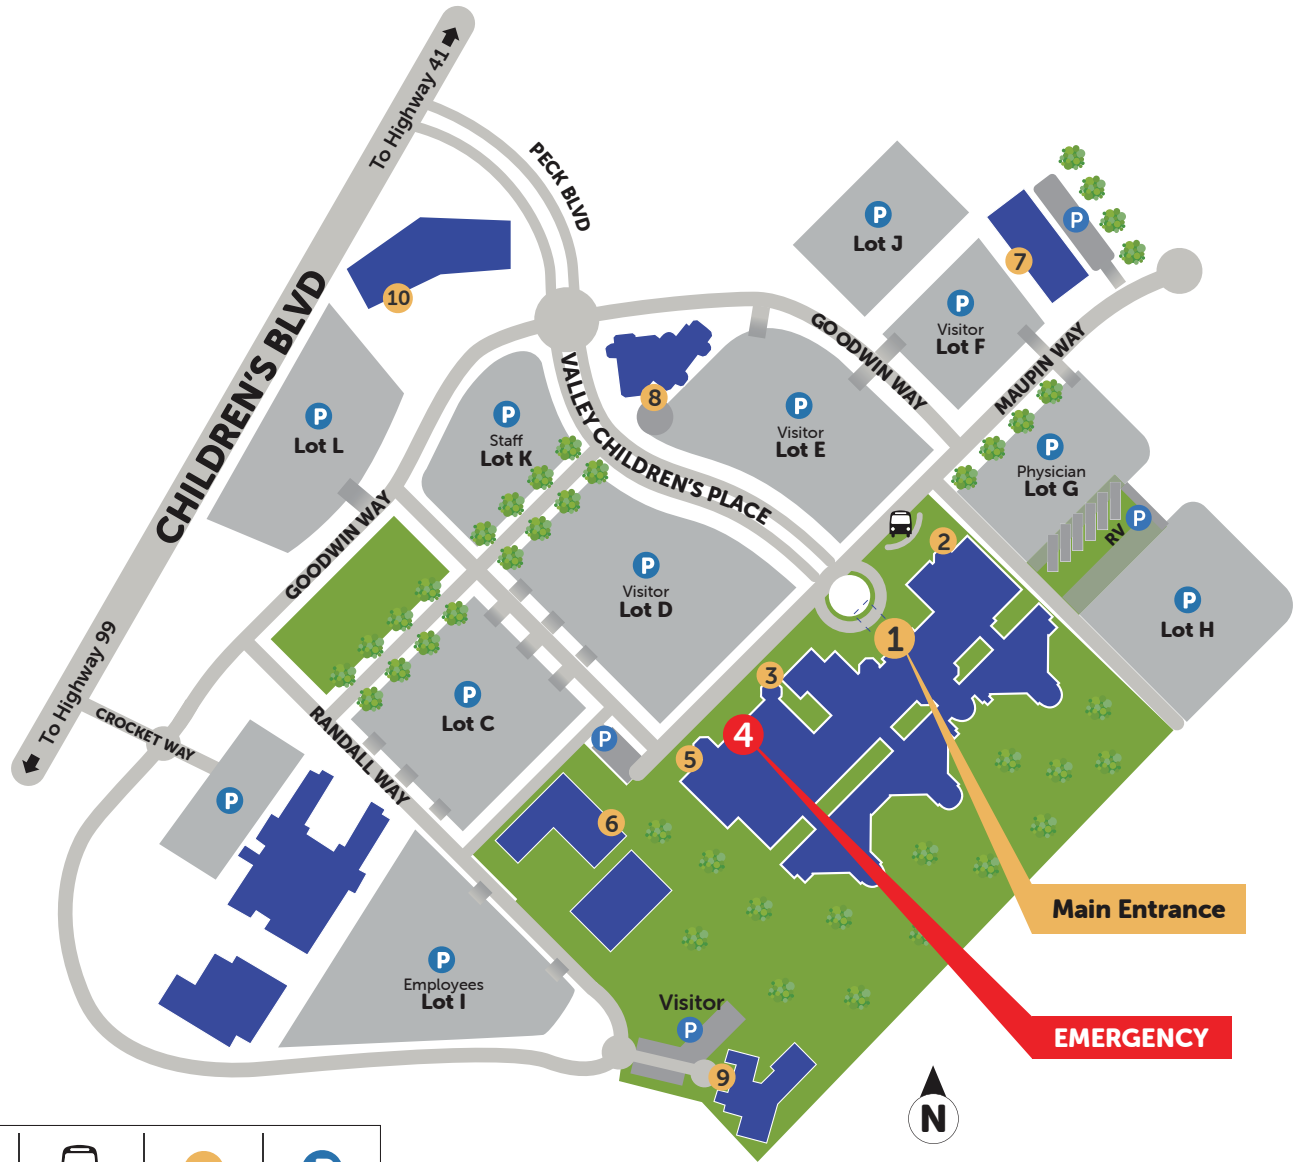 To Highway 41
PECK BLVD
P
Lot J
P
7
10
P
Visitor
Lot F
GOODWIN WAY
MAUPIN WAY
CHILDREN'S BLVD
VALLEY CHILDREN'S PLACE
8
P
Lot L
P
Staff
Lot K
P
Visitor
Lot E
P
Physician
Lot G
P
RV
GOODWIN WAY
2
P
Visitor
Lot D
P
Lot H
1
3
To Highway 99
CROCKET WAY
RANDALL WAY
P
Lot C
P
4
5
P
6
Main Entrance
P
Employees
Lot I
Visitor
P
EMERGENCY
9
N
P